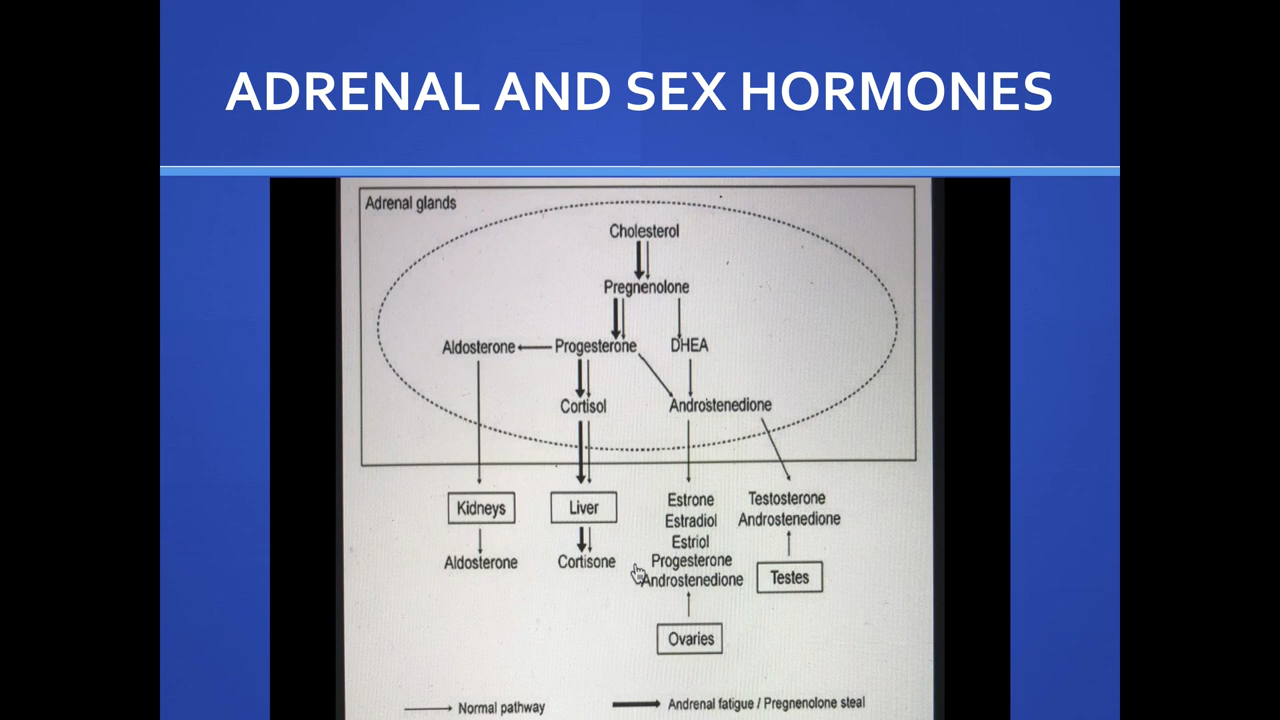 ADRENAL AND SEX HORMONES
Adrenal glands
Cholesterol
Pregnenolone
Aldosterone
Progesterone
DHEA
Cortisol
Androstenedione
Kidneys
Liver
Estrone
Estradiol
Estriol
Progesterone
Androstenedione
Testosterone
Androstenedione
Aldosterone
Cortisone
Testes
Ovaries
Normal pathway
Andrenal fatigue / Pregnenolone steal